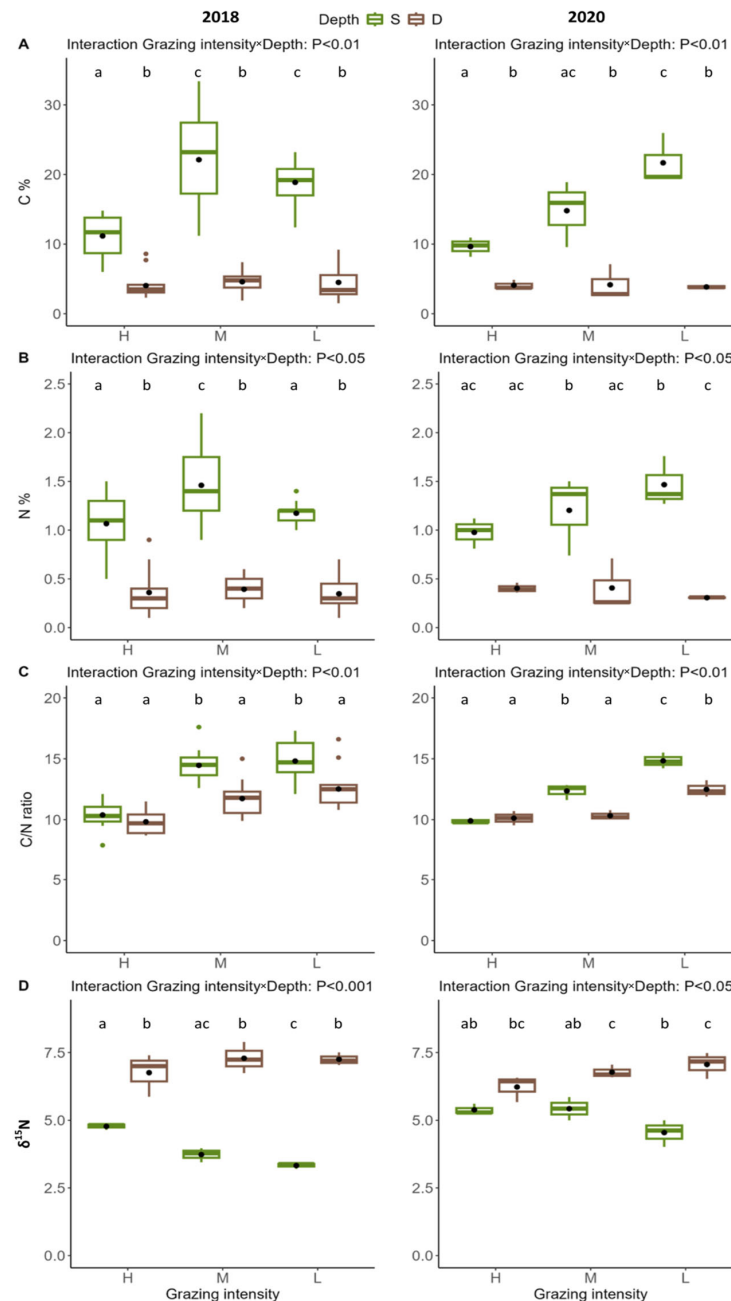 2018 Depth S D 2020
A Interaction Grazing intensity×Depth: P<0.01 Interaction Grazing intensity×Depth: P<0.01
a b c b c b a b ac b c b
30 30
20 20
C %
10 10
0 0
H M L H M L
B Interaction Grazing intensity×Depth: P<0.05 Interaction Grazing intensity×Depth: P<0.05
2.5 a b c b a b 2.5 ac ac b ac b c
2.0 2.0
1.5 1.5
N %
1.0 1.0
0.5 0.5
0.0 0.0
H M L H M L
C Interaction Grazing intensity×Depth: P<0.01 Interaction Grazing intensity×Depth: P<0.01
20 a a b a b a 20 a a b a c b
15 15
C/N ratio
10 10
5 5
0 0
H M L H M L
D Interaction Grazing intensity×Depth: P<0.001 Interaction Grazing intensity×Depth: P<0.05
a b ac b c b ab bc ab c b c
7.5 7.5
5.0 5.0
δ15N
2.5 2.5
0.0 0.0
H M L H M L
Grazing intensity Grazing intensity